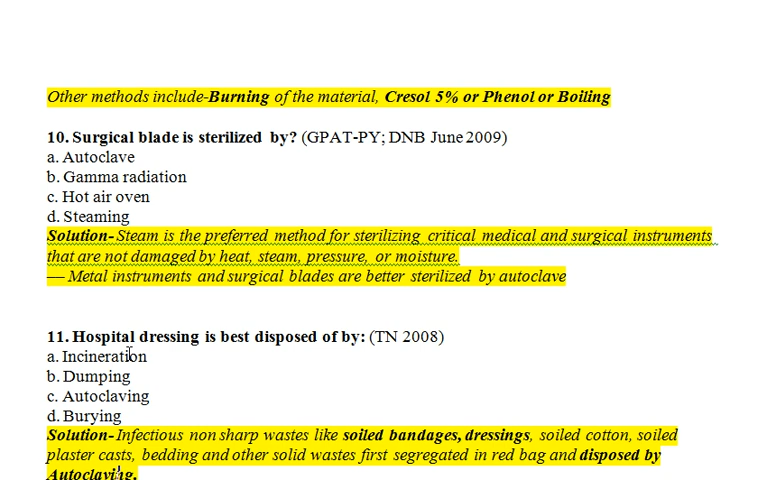 Other methods include-Burning of the material, Cresol 5% or Phenol or Boiling
10. Surgical blade is sterilized by? (GPAT-PY; DNB June 2009)
a. Autoclave
b. Gamma radiation
c. Hot air oven
d. Steaming
Solution- Steam is the preferred method for sterilizing critical medical and surgical instruments
that are not damaged by heat, steam, pressure, or moisture.
— Metal instruments and surgical blades are better sterilized by autoclave
11. Hospital dressing is best disposed of by: (TN 2008)
a. Incineration
b. Dumping
c. Autoclaving
d. Burying
Solution- Infectious non sharp wastes like soiled bandages, dressings, soiled cotton, soiled
plaster casts, bedding and other solid wastes first segregated in red bag and disposed by
Autoclaving.